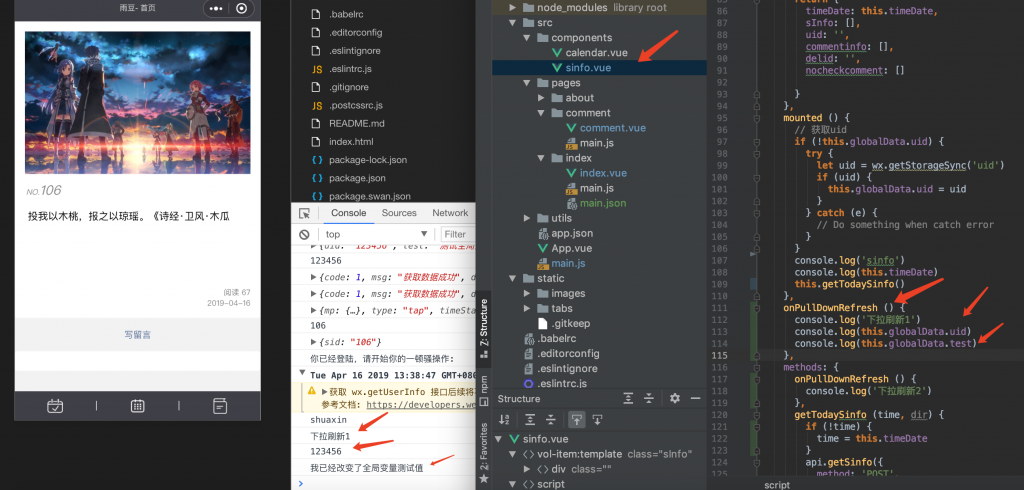 雨豆- 首页
NO.106
投我以木桃，报之以琼瑶。《诗经·卫风·木瓜
阅读 67
2019-04-16
写留言
.babelrc
.editorconfig
.eslintignore
.eslintrc.js
.gitignore
.postcssrc.js
README.md
index.html
package-lock.json
package.json
package.swan.json
Console Sources Network
top
Filter
123456
{code: 1, msg: "获取数据成功", d
{code: 1, msg: "获取数据成功", d
{mp: {…}, type: "tap", timeSta
106
{sid: "106"}
你已经登陆，请开始你的一顿骚操作:
Tue Apr 16 2019 13:38:47 GMT+080
获取 wx.getUserInfo 接口后续将
参考文档: https://developers.we
shuaxin
下拉刷新1
123456
我已经改变了全局变量测试值
node_modules library root
src
components
calendar.vue
sinfo.vue
pages
about
comment
comment.vue
main.js
index
index.vue
main.js
main.json
utils
app.json
App.vue
main.js
static
images
tabs
.gitkeep
.babelrc
.editorconfig
.eslintignore
.eslintrc.js
Z: Structure
npm
2: Favorites
Structure
sinfo.vue
vol-item:template class="sInfo"
div class=""
script
86 return {
87 timeDate: this.timeDate,
88 sInfo: [],
89 uid: '',
90 commentinfo: [],
91 delid: '',
92 nocheckcomment: []
93 }
94 },
95 mounted () {
96 // 获取uid
97 if (!this.globalData.uid) {
98 try {
99 let uid = wx.getStorageSync('uid')
100 if (uid) {
101 this.globalData.uid = uid
102 }
103 } catch (e) {
104 // Do something when catch error
105 }
106 }
107 console.log('sinfo')
108 console.log(this.timeDate)
109 this.getTodaySinfo()
110 },
111 onPullDownRefresh () {
112 console.log('下拉刷新1')
113 console.log(this.globalData.uid)
114 console.log(this.globalData.test)
115 },
116 methods: {
117 onPullDownRefresh () {
118 console.log('下拉刷新2')
119 },
120 getTodaySinfo (time, dir) {
121 if (!time) {
122 time = this.timeDate
123 }
124 api.getSinfo({
125 method: 'POST',
script